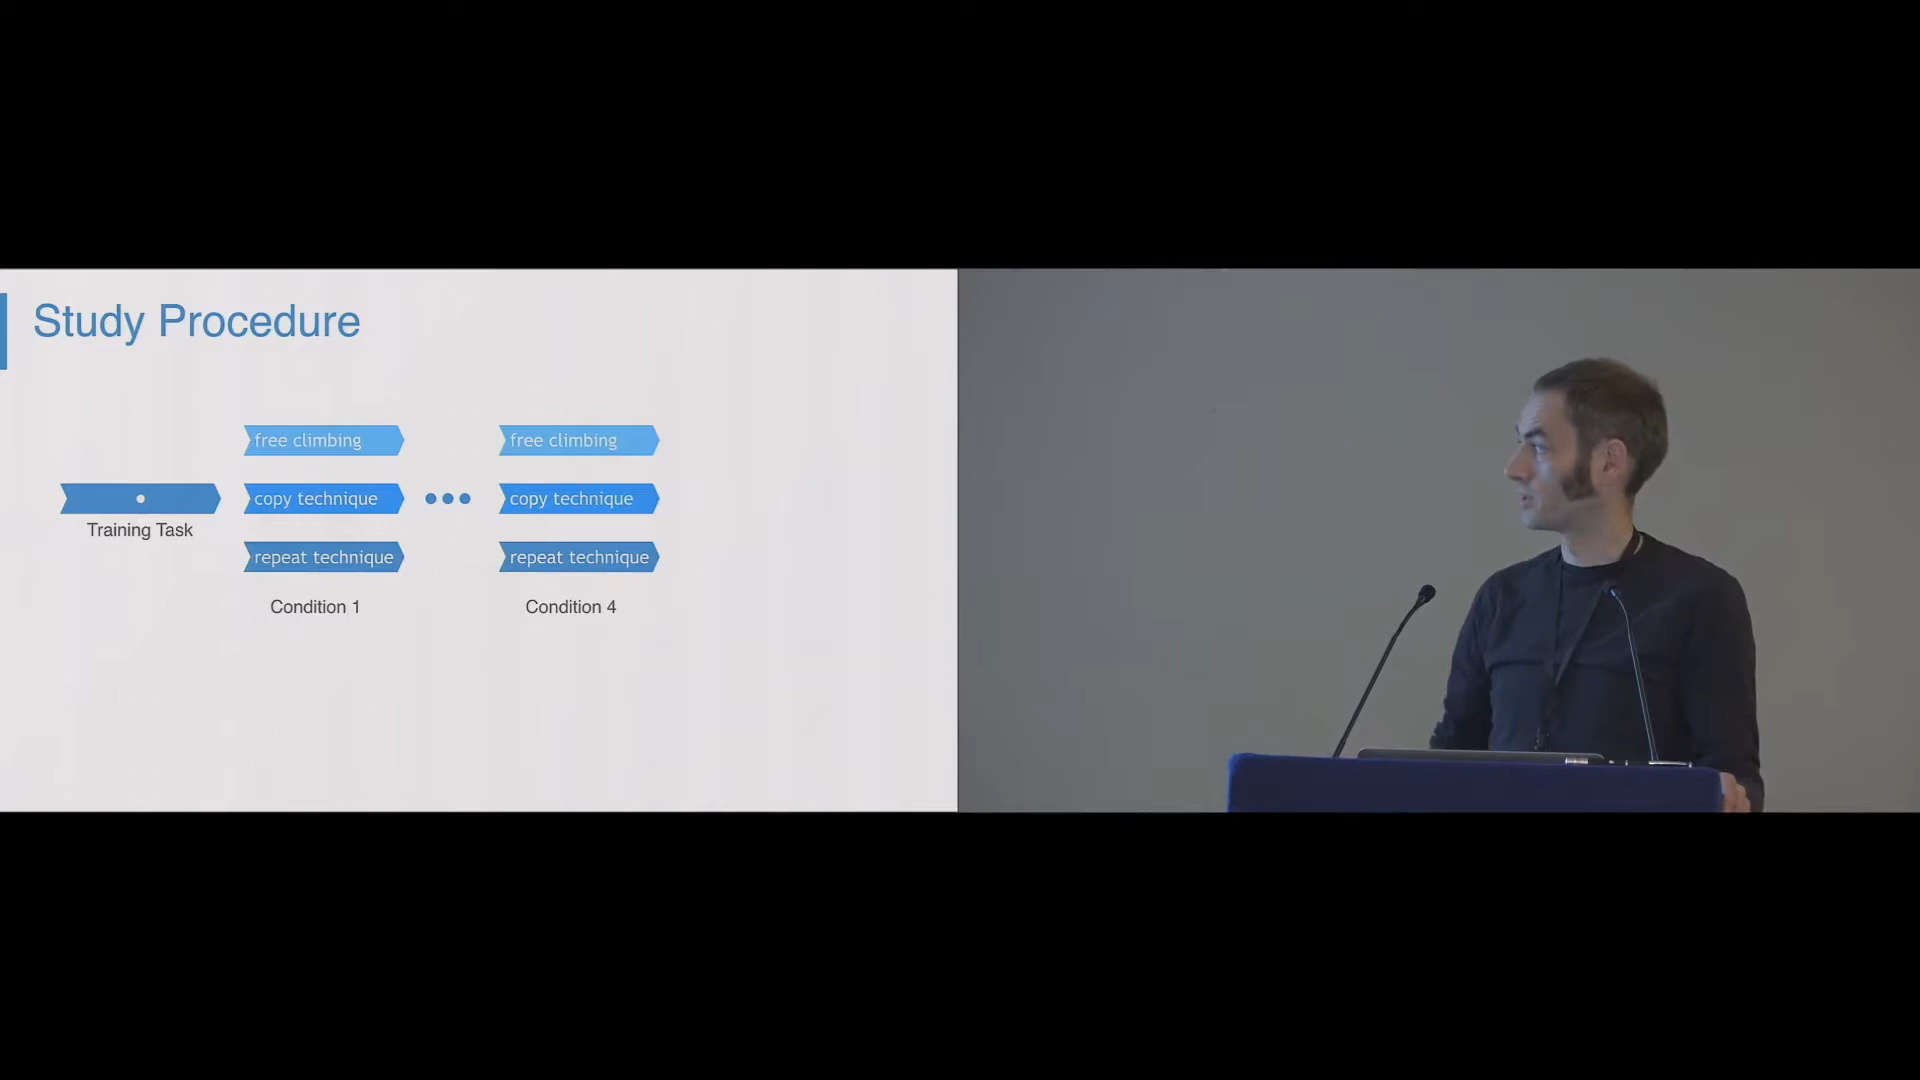 Study Procedure
free climbing
free climbing
copy technique
copy technique
Training Task
repeat technique
repeat technique
Condition 1
Condition 4